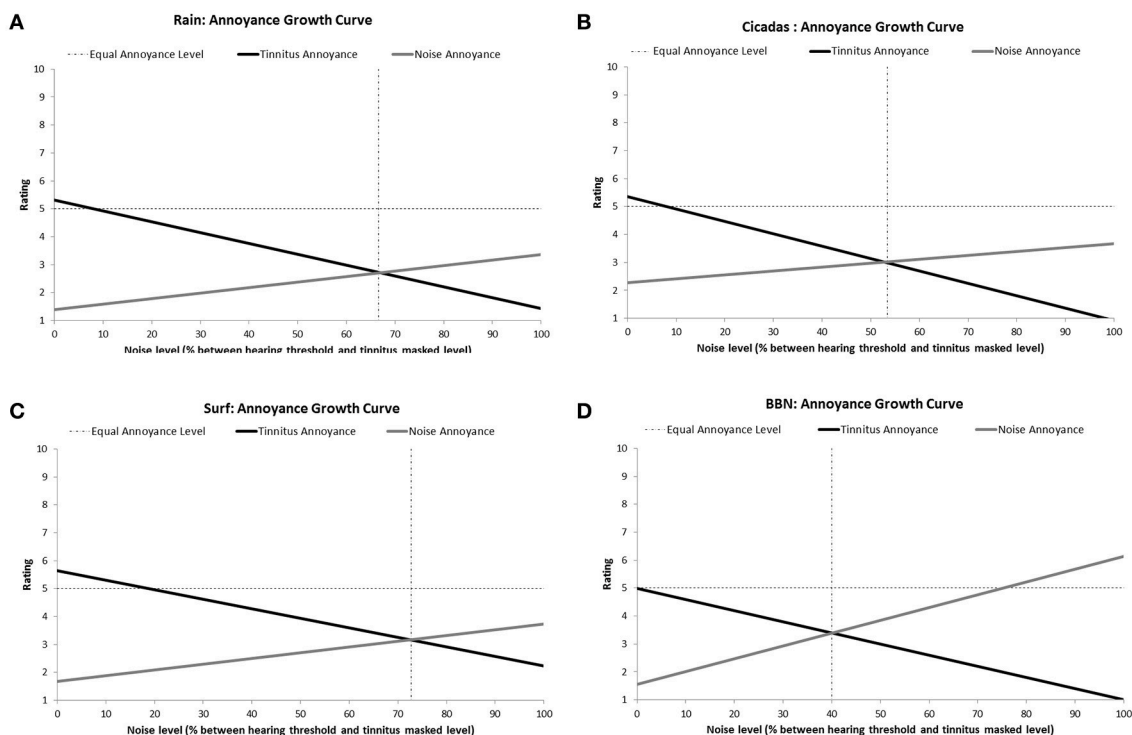 A
Rain: Annoyance Growth Curve
Equal Annoyance Level Tinnitus Annoyance Noise Annoyance
10
9
8
7
6
5
4
3
2
1
Rating
0 10 20 30 40 50 60 70 80 90 100
Noise level (% between hearing threshold and tinnitus masked level)
B
Cicadas : Annoyance Growth Curve
Equal Annoyance Level Tinnitus Annoyance Noise Annoyance
10
9
8
7
6
5
4
3
2
1
Rating
0 10 20 30 40 50 60 70 80 90 100
Noise level (% between hearing threshold and tinnitus masked level)
C
Surf: Annoyance Growth Curve
Equal Annoyance Level Tinnitus Annoyance Noise Annoyance
10
9
8
7
6
5
4
3
2
1
Rating
0 10 20 30 40 50 60 70 80 90 100
Noise level (% between hearing threshold and tinnitus masked level)
D
BBN: Annoyance Growth Curve
Equal Annoyance Level Tinnitus Annoyance Noise Annoyance
10
9
8
7
6
5
4
3
2
1
Rating
0 10 20 30 40 50 60 70 80 90 100
Noise level (% between hearing threshold and tinnitus masked level)